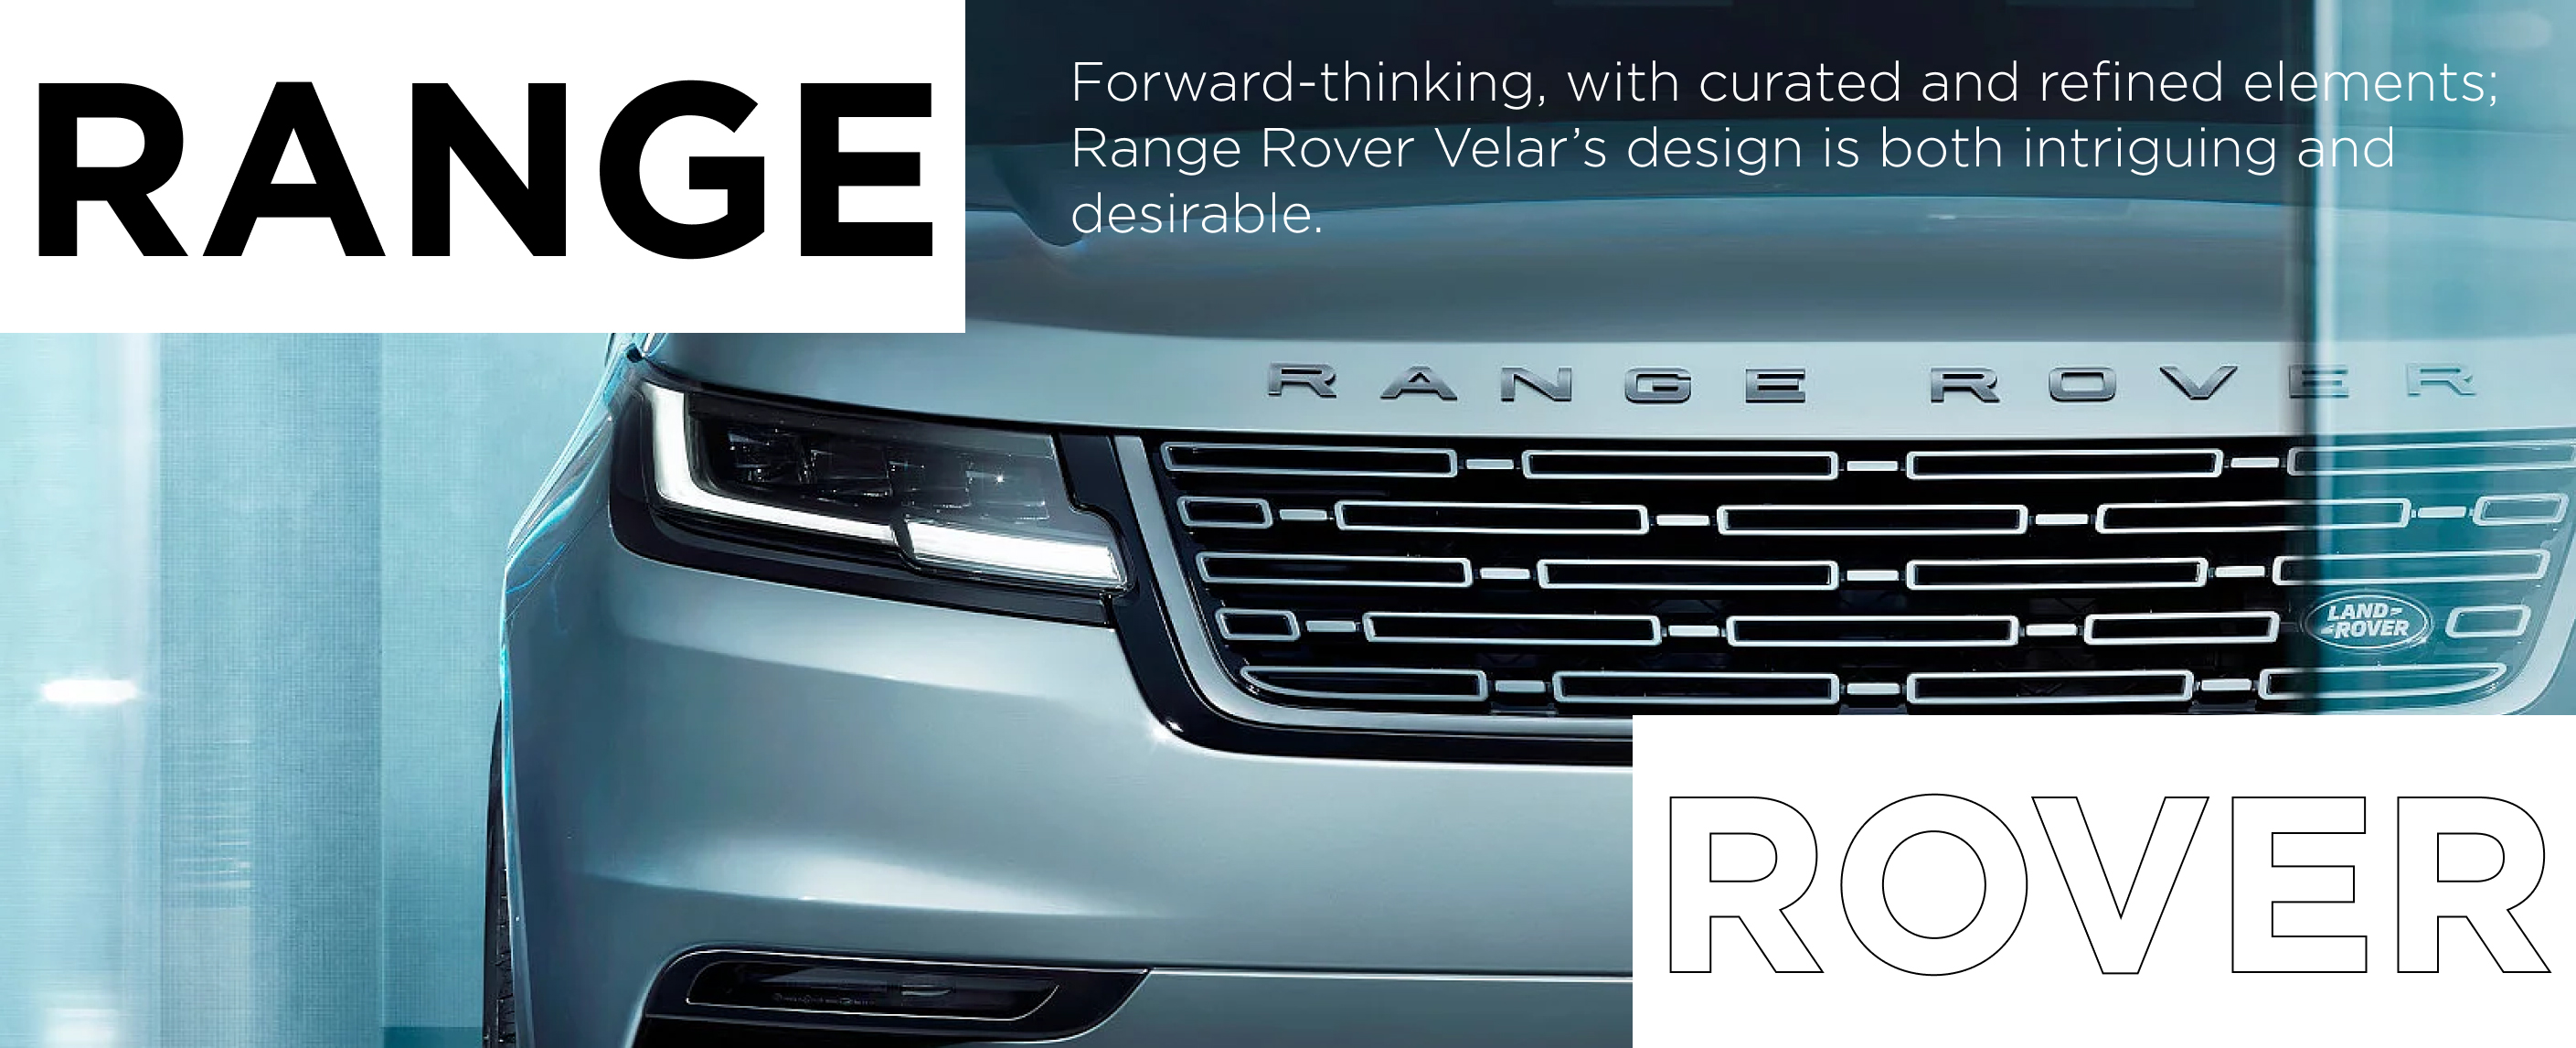 RANGE
Forward-thinking, with curated and refined elements;
Range Rover Velar’s design is both intriguing and
desirable.
RANGE ROVER
LAND-
-ROVER
ROVER